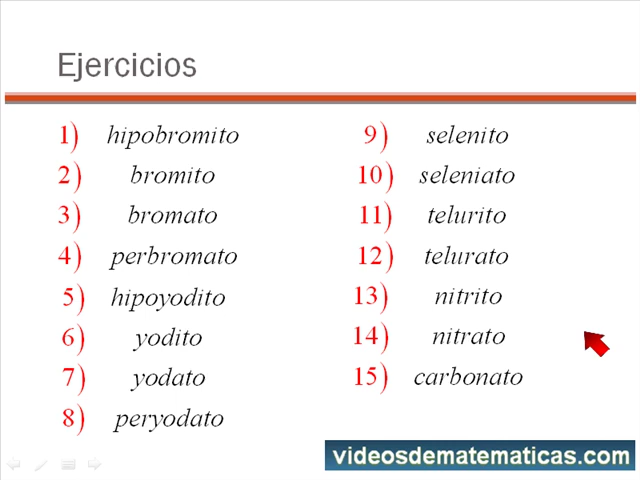 Ejercicios
1) hipobromito
2) bromito
3) bromato
4) perbromato
5) hipoyodito
6) yodito
7) yodato
8) peryodato
9) selenito
10) seleniato
11) telurito
12) telurato
13) nitrito
14) nitrato
15) carbonato
videosdematematicas.com